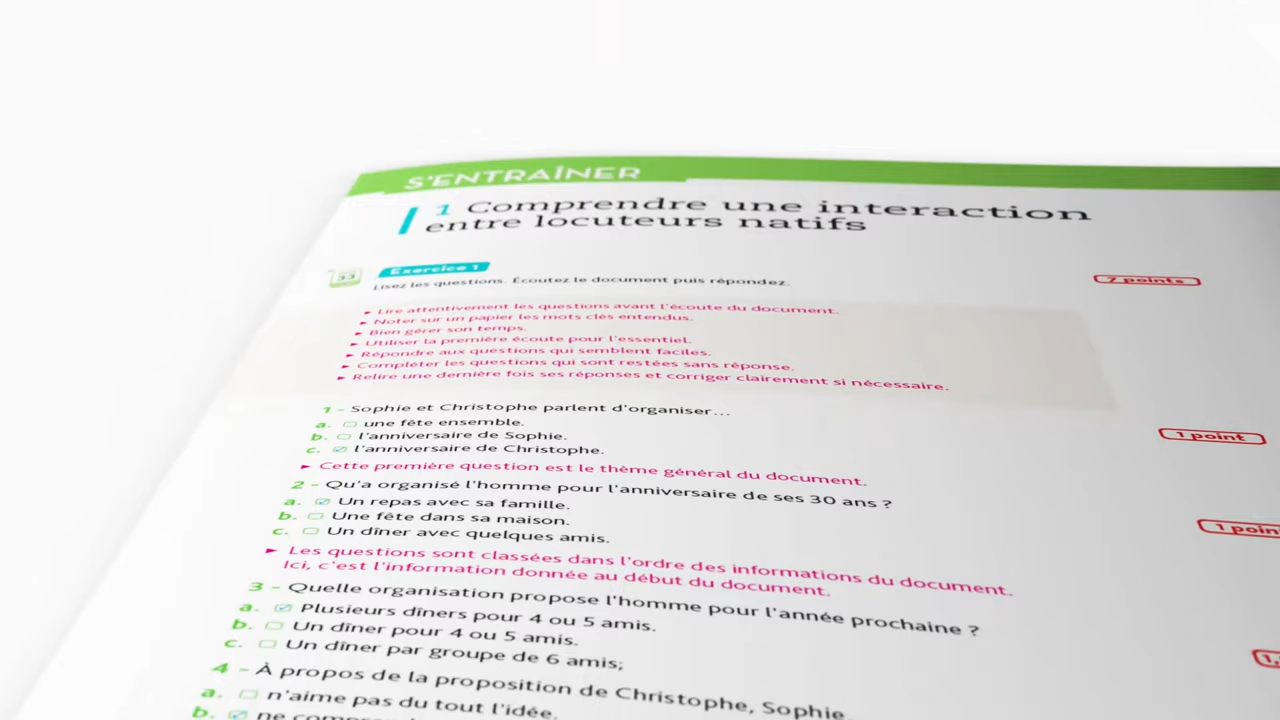 S'ENTRAÎNER
1 Comprendre une interaction
entre locuteurs natifs
33
Exercice 1
Lisez les questions. Écoutez le document puis répondez.
7 points
► Lire attentivement les questions avant l'écoute du document.
► Noter sur un papier les mots clés entendus.
► Bien gérer son temps.
► Utiliser la première écoute pour l'essentiel.
► Répondre aux questions qui semblent faciles.
► Compléter les questions qui sont restées sans réponse.
► Relire une dernière fois ses réponses et corriger clairement si nécessaire.
1 - Sophie et Christophe parlent d'organiser...
1 point
a. une fête ensemble.
b. l'anniversaire de Sophie.
c. l'anniversaire de Christophe.
► Cette première question est le thème général du document.
2 - Qu'a organisé l'homme pour l'anniversaire de ses 30 ans ?
1 point
a. Un repas avec sa famille.
b. Une fête dans sa maison.
c. Un dîner avec quelques amis.
► Les questions sont classées dans l'ordre des informations du document.
Ici, c'est l'information donnée au début du document.
3 - Quelle organisation propose l'homme pour l'année prochaine ?
a. Plusieurs dîners pour 4 ou 5 amis.
b. Un dîner pour 4 ou 5 amis.
c. Un dîner par groupe de 6 amis;
4 - À propos de la proposition de Christophe, Sophie
a. n'aime pas du tout l'idée.
b. ne